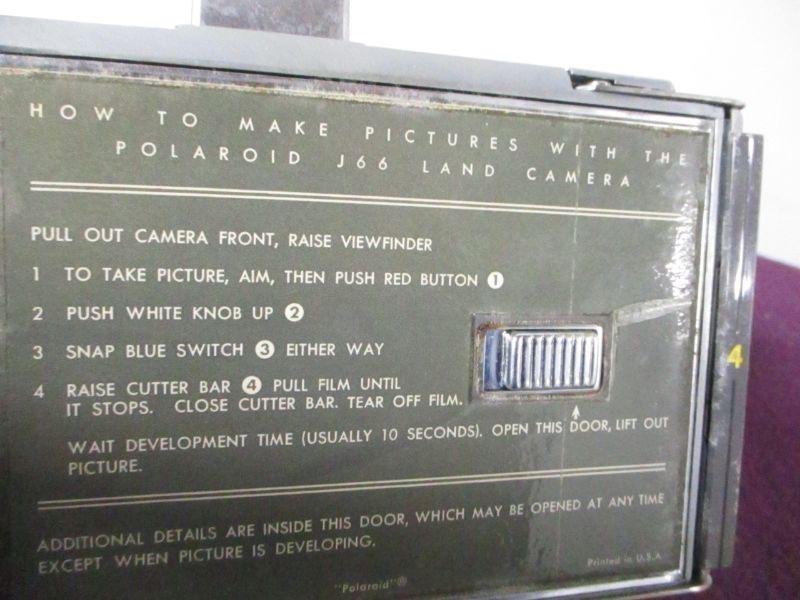 HOW TO MAKE PICTURES WITH THE
POLAROID J66 LAND CAMERA
PULL OUT CAMERA FRONT, RAISE VIEWFINDER
1 TO TAKE PICTURE, AIM, THEN PUSH RED BUTTON 1
2 PUSH WHITE KNOB UP 2
3 SNAP BLUE SWITCH 3 EITHER WAY
4 RAISE CUTTER BAR 4 PULL FILM UNTIL
IT STOPS. CLOSE CUTTER BAR. TEAR OFF FILM.
WAIT DEVELOPMENT TIME (USUALLY 10 SECONDS). OPEN THIS DOOR, LIFT OUT
PICTURE.
ADDITIONAL DETAILS ARE INSIDE THIS DOOR, WHICH MAY BE OPENED AT ANY TIME
EXCEPT WHEN PICTURE IS DEVELOPING.
"Polaroid"®
Printed in U.S.A
4